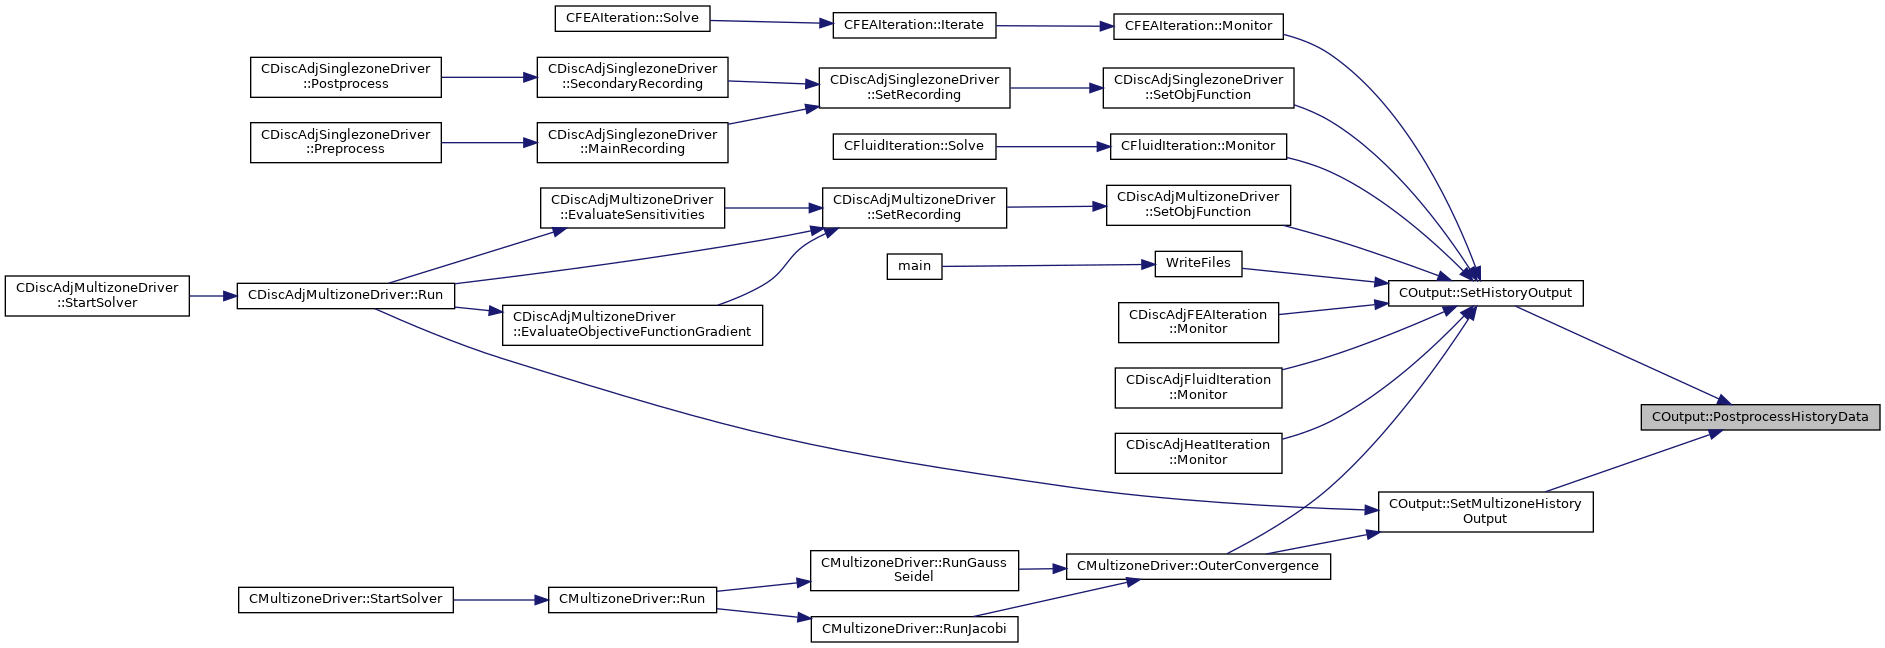 CFEAIteration::Solve
CFEAIteration::Iterate
CFEAIteration::Monitor
CDiscAdjSinglezoneDriver
::Postprocess
CDiscAdjSinglezoneDriver
::SecondaryRecording
CDiscAdjSinglezoneDriver
::SetRecording
CDiscAdjSinglezoneDriver
::SetObjFunction
CDiscAdjSinglezoneDriver
::Preprocess
CDiscAdjSinglezoneDriver
::MainRecording
CFluidIteration::Solve
CFluidIteration::Monitor
CDiscAdjMultizoneDriver
::EvaluateSensitivities
CDiscAdjMultizoneDriver
::SetRecording
CDiscAdjMultizoneDriver
::SetObjFunction
main
WriteFiles
CDiscAdjMultizoneDriver
::StartSolver
CDiscAdjMultizoneDriver::Run
COutput::SetHistoryOutput
CDiscAdjMultizoneDriver
::EvaluateObjectiveFunctionGradient
CDiscAdjFEAIteration
::Monitor
CDiscAdjFluidIteration
::Monitor
COutput::PostprocessHistoryData
CDiscAdjHeatIteration
::Monitor
COutput::SetMultizoneHistory
Output
CMultizoneDriver::RunGauss
Seidel
CMultizoneDriver::OuterConvergence
CMultizoneDriver::StartSolver
CMultizoneDriver::Run
CMultizoneDriver::RunJacobi